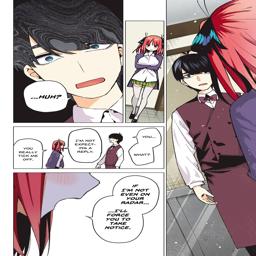 ...HUH?
YOU...
WHAT?
I'M NOT
EXPECT-
ING A
REPLY.
YOU
REALLY
TICK ME
OFF.
IF
I'M NOT
EVEN ON
YOUR
RADAR...
...I'LL
FORCE
YOU TO
TAKE
NOTICE.